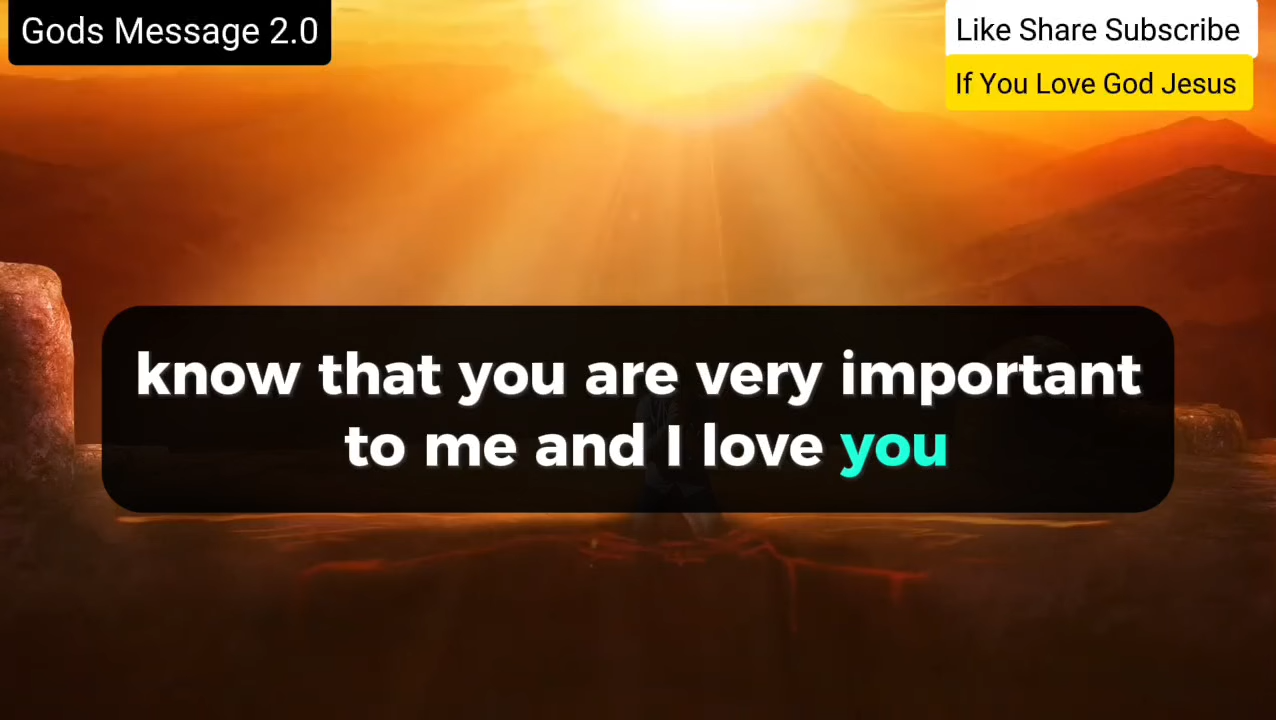 Gods Message 2.0
Like Share Subscribe
If You Love God Jesus
know that you are very important
to me and I love you